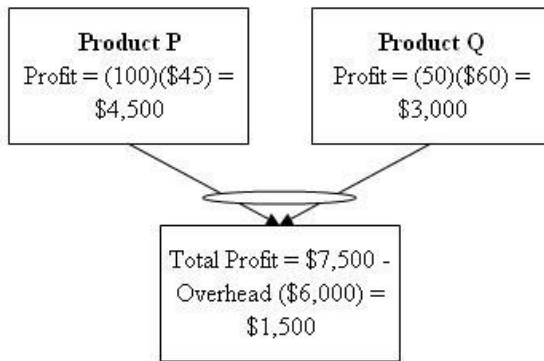 Product P
Profit = (100)($45) =
$4,500
Product Q
Profit = (50)($60) =
$3,000
Total Profit = $7,500 -
Overhead ($6,000) =
$1,500